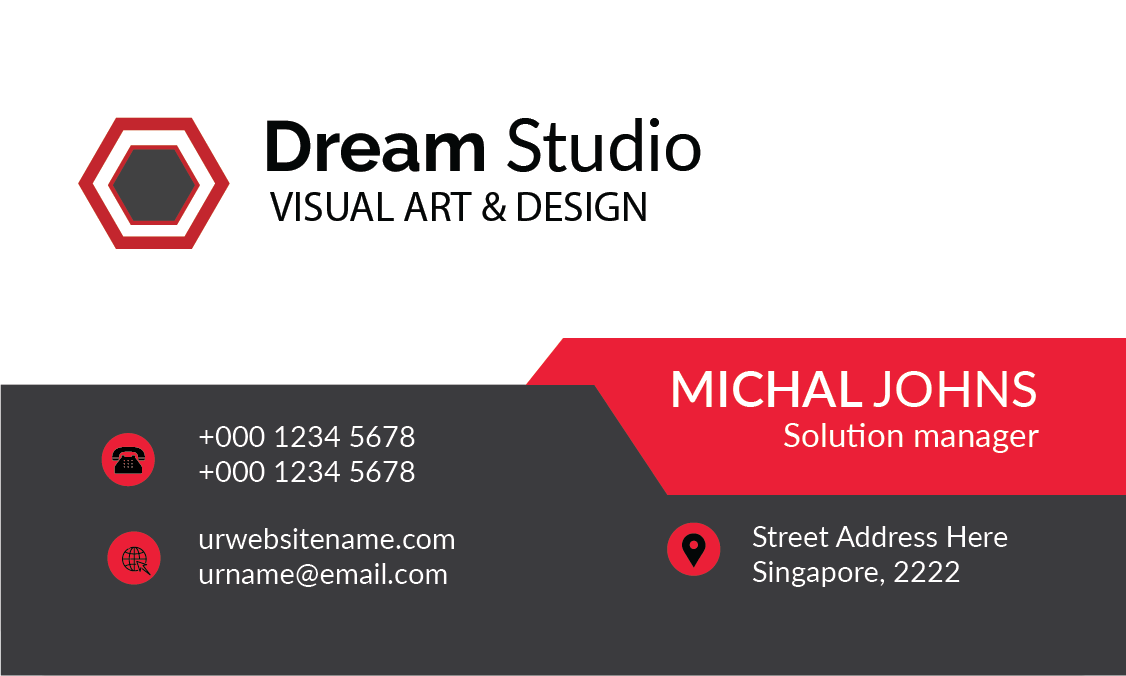 Dream Studio
VISUAL ART & DESIGN
MICHAL JOHNS
Solution manager
+000 1234 5678
+000 1234 5678
urwebsitename.com
urname@email.com
Street Address Here
Singapore, 2222